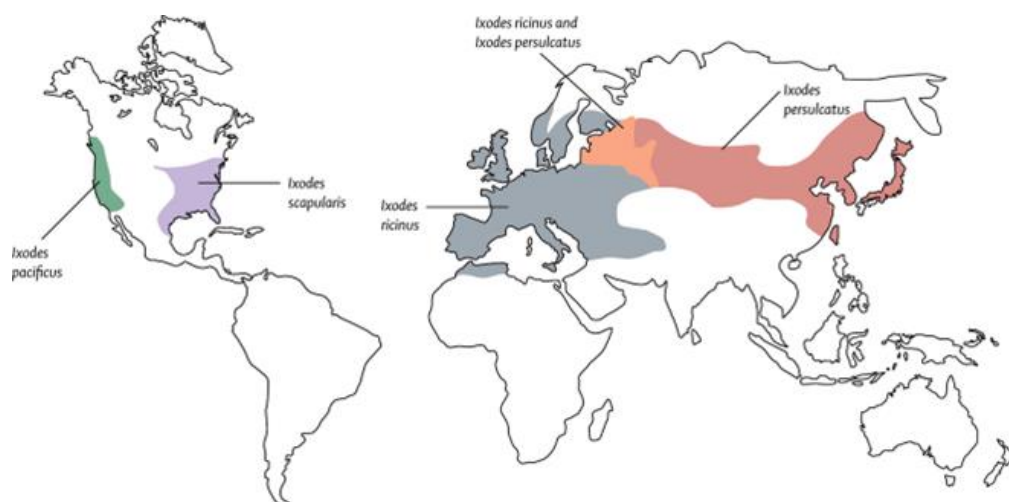 Ixodes ricinus and
Ixodes persulcatus
Ixodes
persulcatus
Ixodes
scapularis
Ixodes
ricinus
Ixodes
pacificus